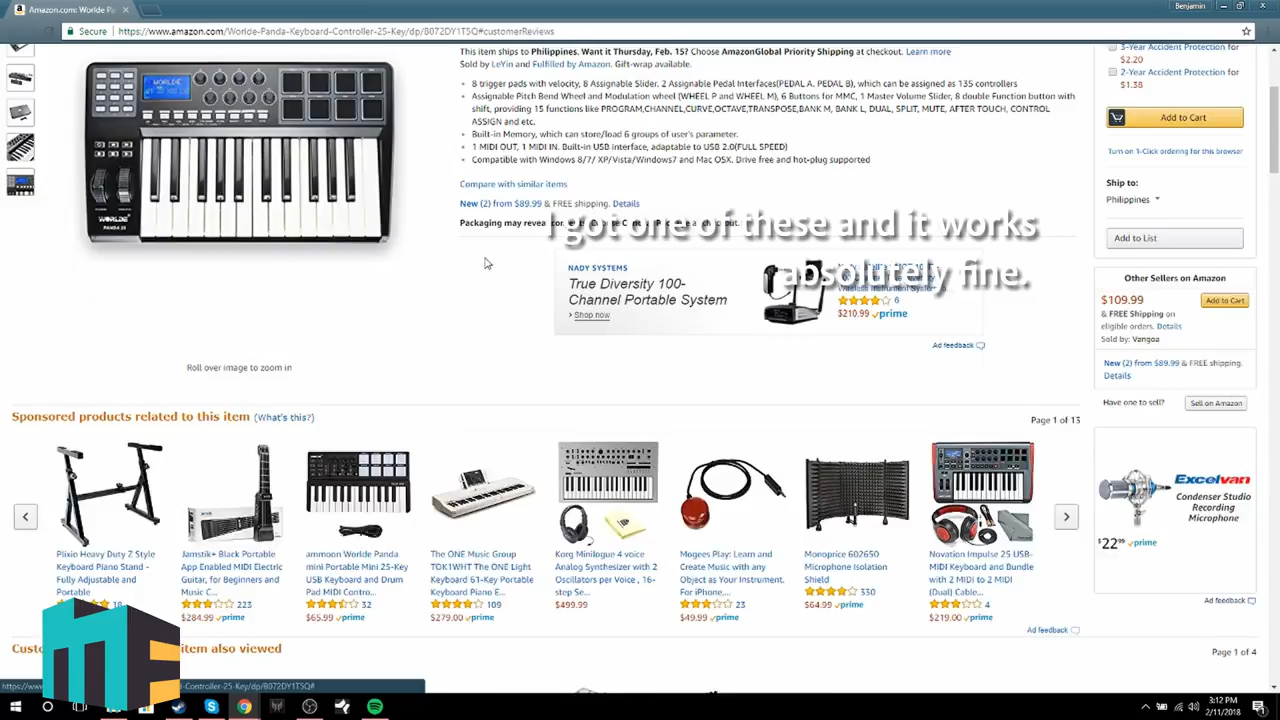 Amazon.com: Worlde Pa
Benjamin
Secure
https://www.amazon.com/Worlde-Panda-Keyboard-Controller-25-Key/dp/B072DY1T5Q#customerReviews
This item ships to Philippines. Want it Thursday, Feb. 15? Choose AmazonGlobal Priority Shipping at checkout. Learn more
Sold by LeYin and Fulfilled by Amazon. Gift-wrap available.
8 trigger pads with velocity, 8 Assignable Slider. 2 Assignable Pedal Interfaces(PEDAL A. PEDAL B), which can be assigned as 135 controllers
Assignable Pitch Bend Wheel and Modulation wheel (WHEEL P and WHEEL M), 6 Buttons for MMC, 1 Master Volume Slider, 8 double Function button with
shift, providing 15 functions like PROGRAM,CHANNEL,CURVE,OCTAVE,TRANSPOSE,BANK M, BANK L, DUAL, SPLIT, MUTE, AFTER TOUCH, CONTROL
ASSIGN and etc.
Built-in Memory, which can store/load 6 groups of user's parameter.
1 MIDI OUT, 1 MIDI IN. Built-in USB interface, adaptable to USB 2.0(FULL SPEED)
Compatible with Windows 8/7/ XP/Vista/Windows7 and Mac OSX. Drive free and hot-plug supported
Compare with similar items
New (2) from $89.99 & FREE shipping. Details
Packaging may reveal
I got one of these and it works
absolutely fine.
WORLDE
WORLDE
PANDA 25
Roll over image to zoom in
NADY SYSTEMS
True Diversity 100-
Channel Portable System
Shop now
6
$210.99 prime
Ad feedback
3-Year Accident Protection for
$2.20
2-Year Accident Protection for
$1.38
Add to Cart
Turn on 1-Click ordering for this browser
Ship to:
Philippines
Add to List
Other Sellers on Amazon
$109.99
Add to Cart
& FREE Shipping on
eligible orders. Details
Sold by: Vangoa
New (2) from $89.99 & FREE shipping.
Details
Have one to sell?
Sell on Amazon
Excelvan
Condenser Studio
Recording
Microphone
$22.99 prime
Ad feedback
Sponsored products related to this item (What's this?)
Page 1 of 13
Plixio Heavy Duty Z Style
Keyboard Piano Stand -
Fully Adjustable and
Portable
18
Jamstik+ Black Portable
App Enabled MIDI Electric
Guitar, for Beginners and
Music C...
223
$284.99 prime
ammoon Worlde Panda
mini Portable Mini 25-Key
USB Keyboard and Drum
Pad MIDI Contro...
32
$65.99 prime
The ONE Music Group
TOK1WHT The ONE Light
Keyboard 61-Key Portable
Keyboard Piano E...
109
$279.00 prime
Korg Minilogue 4 voice
Analog Synthesizer with 2
Oscillators per Voice , 16-
step Se...
$499.99
Mogees Play: Learn and
Create Music with any
Object as Your Instrument.
For iPhone,...
23
$49.99 prime
Monoprice 602650
Microphone Isolation
Shield
330
$64.99 prime
Novation Impulse 25 USB-
MIDI Keyboard and Bundle
with 2 MIDI to 2 MIDI
(Dual) Cable...
4
$219.00 prime
Ad feedback
Custo
item also viewed
Page 1 of 4
https://www
-Controller-25-Key/dp/B072DY1T5Q#
3:12 PM
2/11/2018